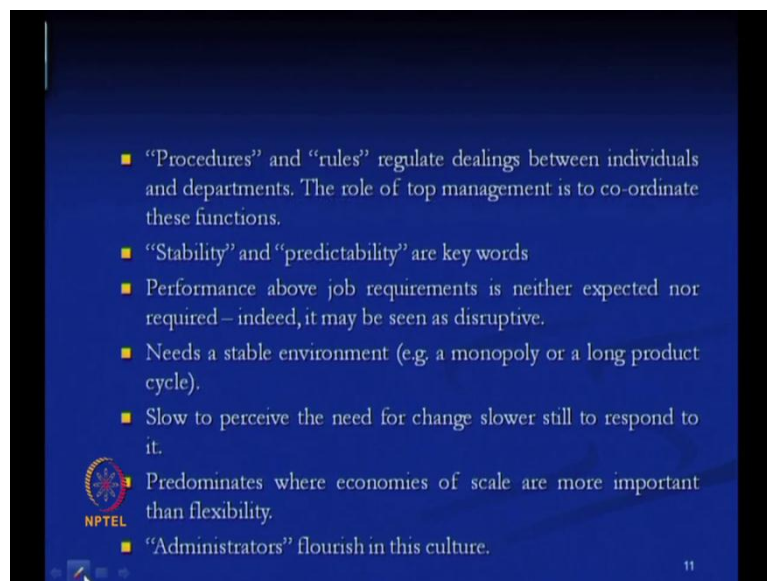 “Procedures” and “rules” regulate dealings between individuals
and departments. The role of top management is to co-ordinate
these functions.
“Stability” and “predictability” are key words
Performance above job requirements is neither expected nor
required – indeed, it may be seen as disruptive.
Needs a stable environment (e.g. a monopoly or a long product
cycle).
Slow to perceive the need for change slower still to respond to
it.
Predominates where economies of scale are more important
than flexibility.
NPTEL
“Administrators” flourish in this culture.
11